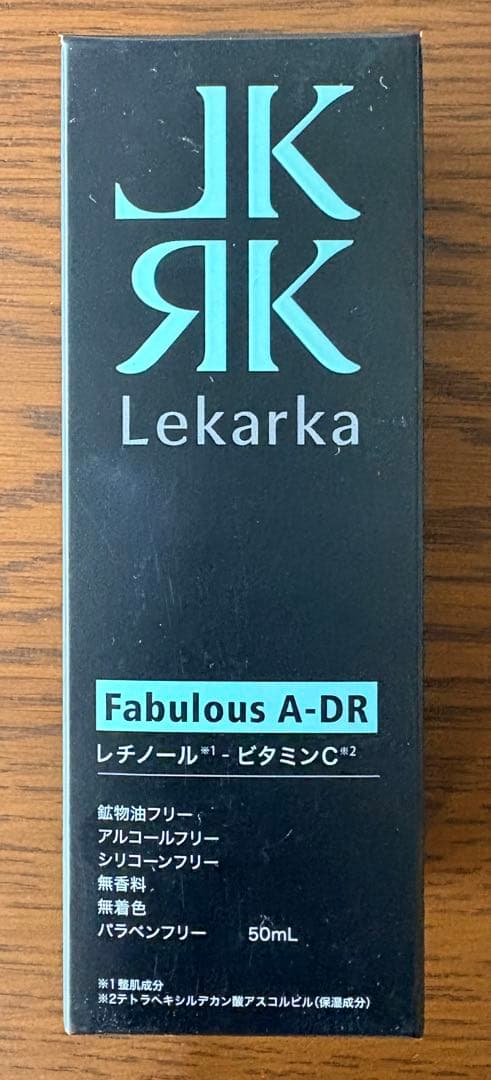 LK
RK
Lekarka
Fabulous A-DR
レチノール※1 - ビタミンC※2
鉱物油フリー
アルコールフリー
シリコーンフリー
無香料
無着色
パラベンフリー 50mL
※1整肌成分
※2テトラヘキシルデカン酸アスコルビル(保湿成分)